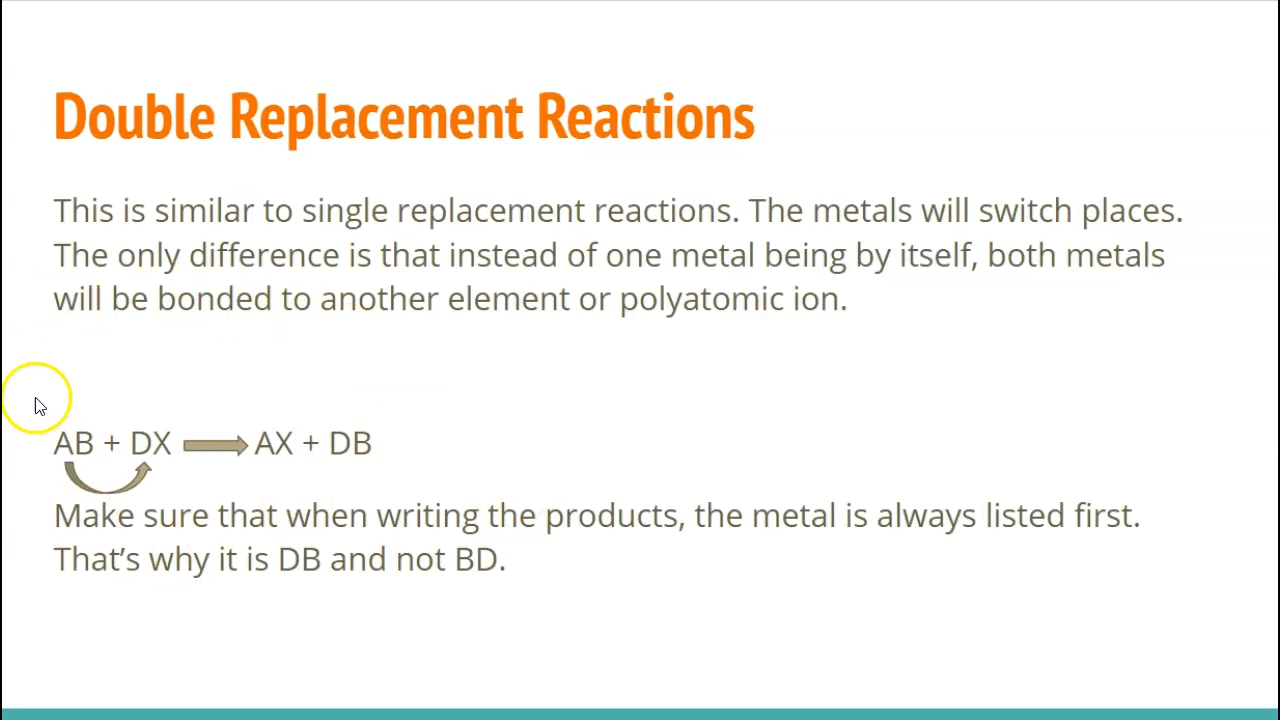 Double Replacement Reactions
This is similar to single replacement reactions. The metals will switch places.
The only difference is that instead of one metal being by itself, both metals
will be bonded to another element or polyatomic ion.
AB + DX AX + DB
Make sure that when writing the products, the metal is always listed first.
That’s why it is DB and not BD.